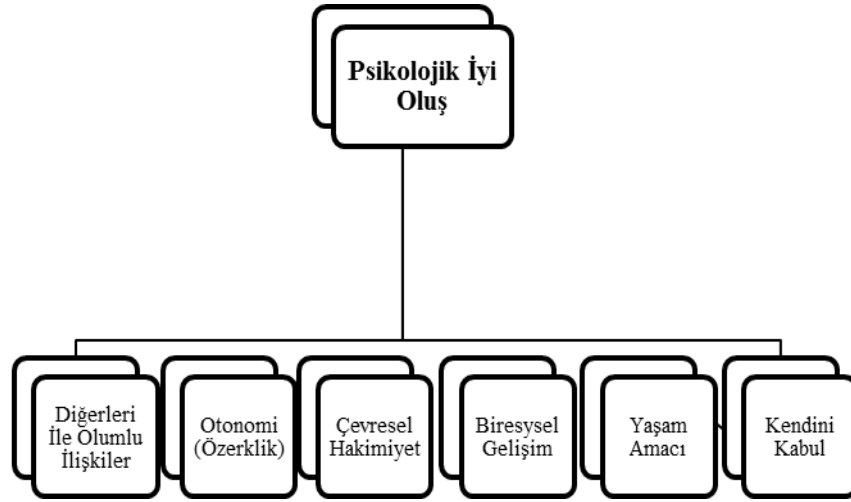 Psikolojik İyi
Oluş
Diğerleri
İle Olumlu
İlişkiler
Otonomi
(Özerklik)
Çevresel
Hakimiyet
Biresysel
Gelişim
Yaşam
Amacı
Kendini
Kabul